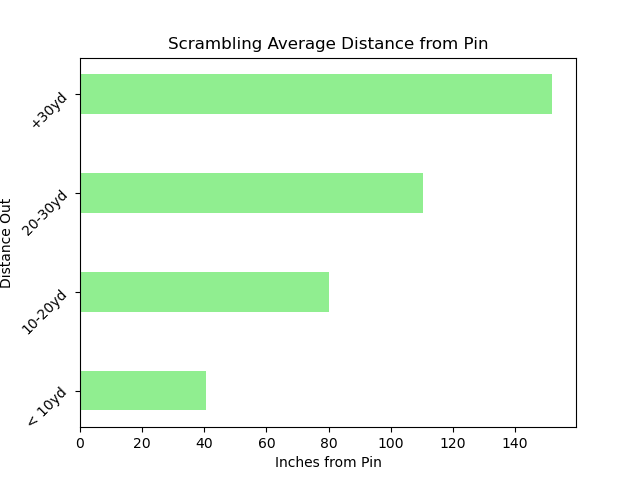 Scrambling Average Distance from Pin
Distance Out
+30yd
20-30yd
10-20yd
< 10yd
0 20 40 60 80 100 120 140
Inches from Pin